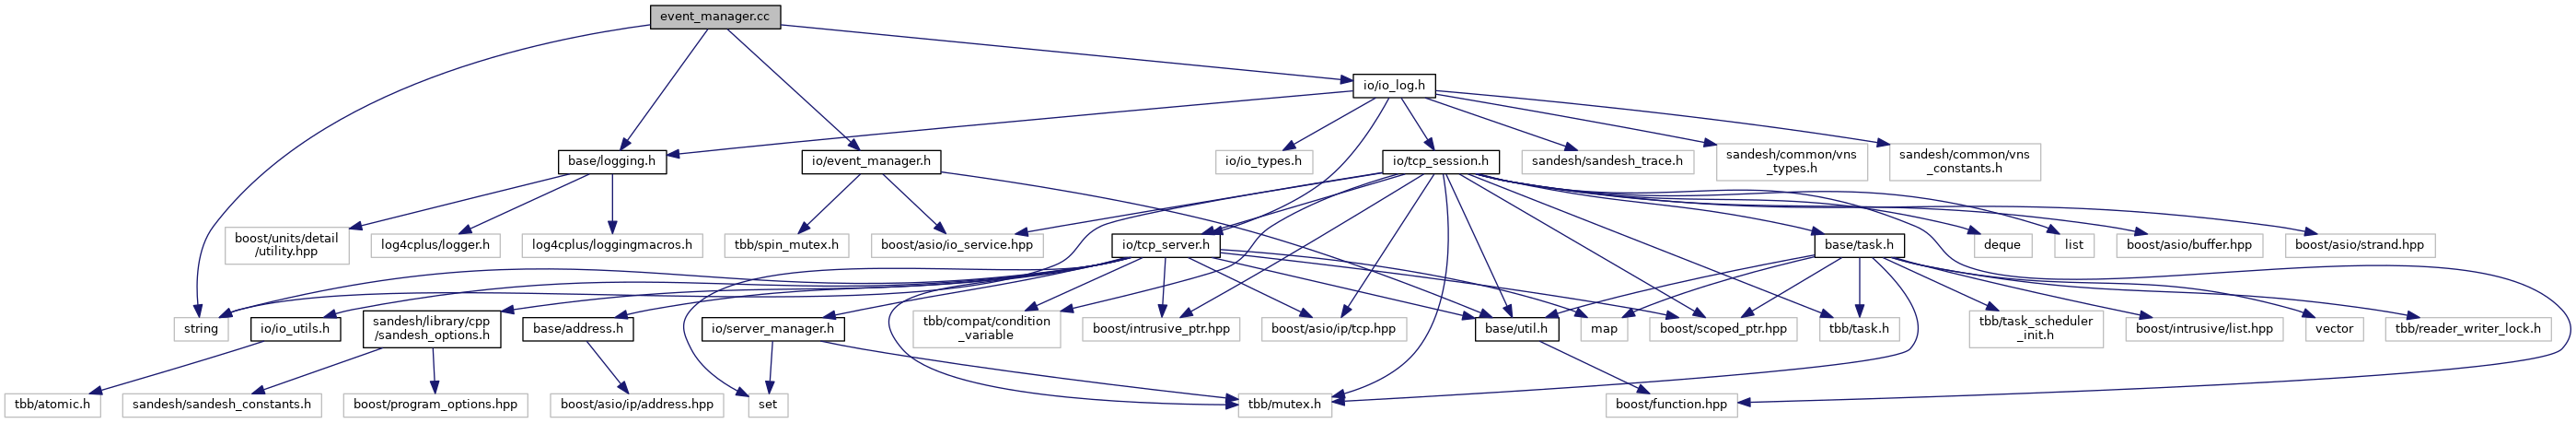 event_manager.cc
io/io_log.h
base/logging.h
io/event_manager.h
io/io_types.h
io/tcp_session.h
sandesh/sandesh_trace.h
sandesh/common/vns
_types.h
sandesh/common/vns
_constants.h
boost/units/detail
/utility.hpp
log4cplus/logger.h
log4cplus/loggingmacros.h
tbb/spin_mutex.h
boost/asio/io_service.hpp
io/tcp_server.h
base/task.h
deque
list
boost/asio/buffer.hpp
boost/asio/strand.hpp
string
io/io_utils.h
sandesh/library/cpp
/sandesh_options.h
base/address.h
io/server_manager.h
tbb/compat/condition
_variable
boost/intrusive_ptr.hpp
boost/asio/ip/tcp.hpp
base/util.h
map
boost/scoped_ptr.hpp
tbb/task.h
tbb/task_scheduler
_init.h
boost/intrusive/list.hpp
vector
tbb/reader_writer_lock.h
tbb/atomic.h
sandesh/sandesh_constants.h
boost/program_options.hpp
boost/asio/ip/address.hpp
set
tbb/mutex.h
boost/function.hpp